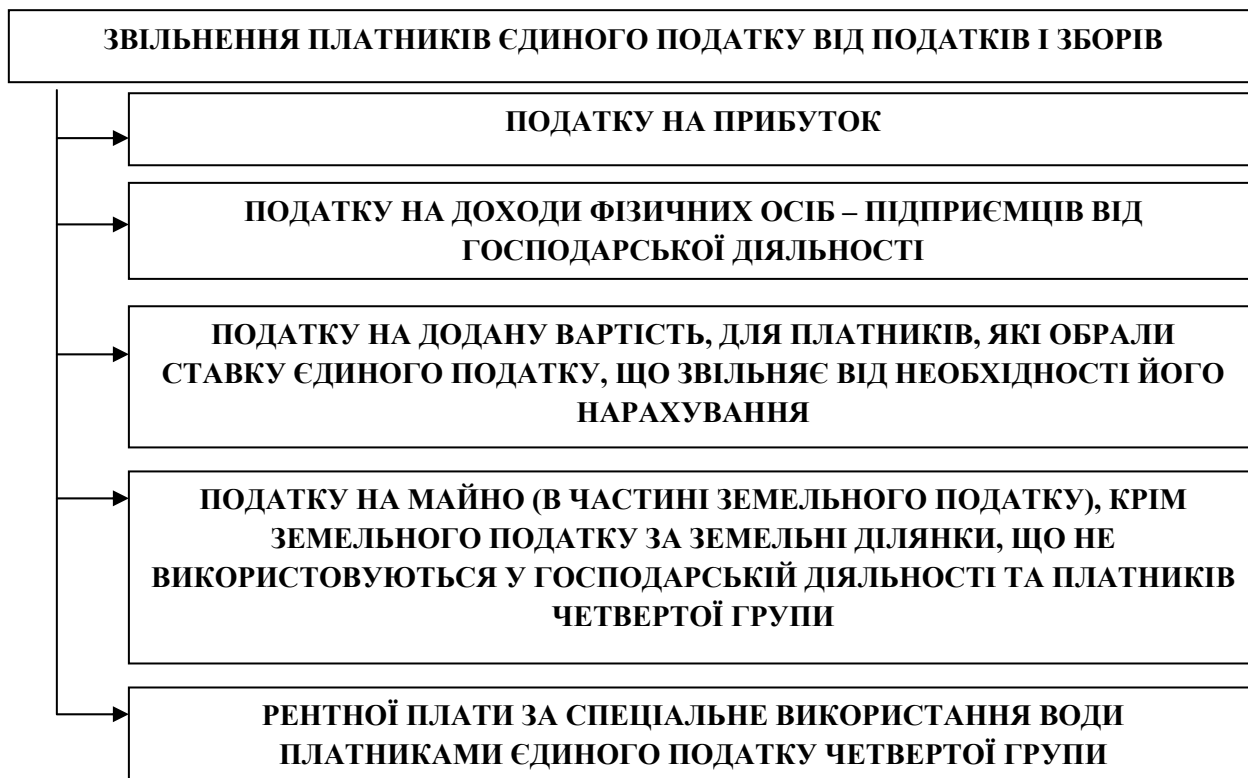 ЗВІЛЬНЕННЯ ПЛАТНИКІВ ЄДИНОГО ПОДАТКУ ВІД ПОДАТКІВ І ЗБОРІВ
ПОДАТКУ НА ПРИБУТОК
ПОДАТКУ НА ДОХОДИ ФІЗИЧНИХ ОСІБ – ПІДПРИЄМЦІВ ВІД
ГОСПОДАРСЬКОЇ ДІЯЛЬНОСТІ
ПОДАТКУ НА ДОДАНУ ВАРТІСТЬ, ДЛЯ ПЛАТНИКІВ, ЯКІ ОБРАЛИ
СТАВКУ ЄДИНОГО ПОДАТКУ, ЩО ЗВІЛЬНЯЄ ВІД НЕОБХІДНОСТІ ЙОГО
НАРАХУВАННЯ
ПОДАТКУ НА МАЙНО (В ЧАСТИНІ ЗЕМЕЛЬНОГО ПОДАТКУ), КРІМ
ЗЕМЕЛЬНОГО ПОДАТКУ ЗА ЗЕМЕЛЬНІ ДІЛЯНКИ, ЩО НЕ
ВИКОРИСТОВУЮТЬСЯ У ГОСПОДАРСЬКІЙ ДІЯЛЬНОСТІ ТА ПЛАТНИКІВ
ЧЕТВЕРТОЇ ГРУПИ
РЕНТНОЇ ПЛАТИ ЗА СПЕЦІАЛЬНЕ ВИКОРИСТАННЯ ВОДИ
ПЛАТНИКАМИ ЄДИНОГО ПОДАТКУ ЧЕТВЕРТОЇ ГРУПИ